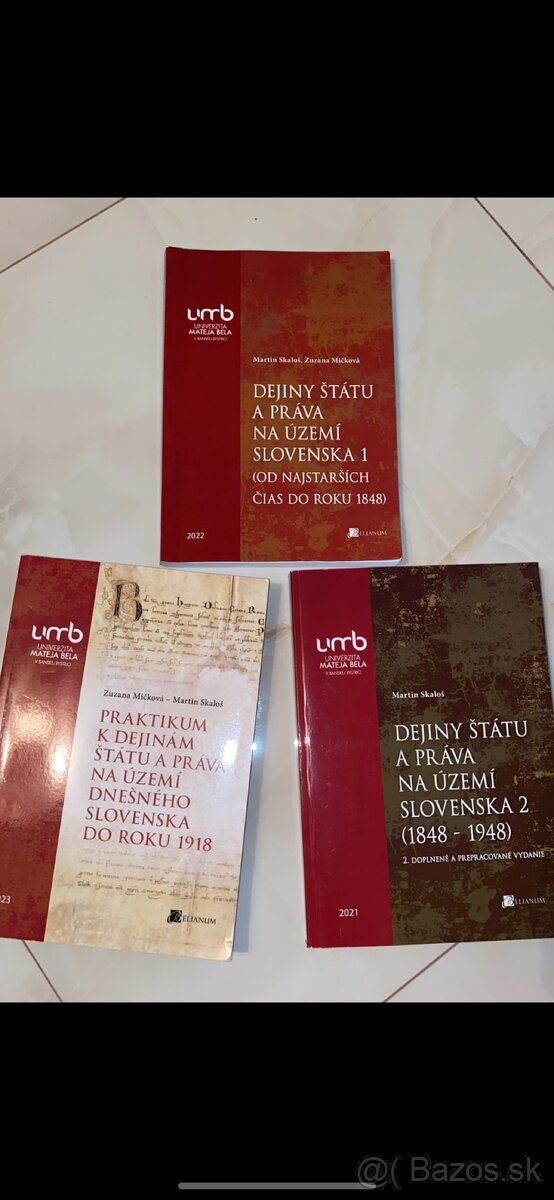 umb
UNIVERZITA
MATEJA BELA
V BANSKEJ BYSTRICI
Martin Skaloš, Zuzana Mičková
DEJINY ŠTÁTU
A PRÁVA
NA ÚZEMÍ
SLOVENSKA 1
(OD NAJSTARŠÍCH
ČIAS DO ROKU 1848)
2022
BELIANUM
umb
UNIVERZITA
MATEJA BELA
V BANSKEJ BYSTRICI
Zuzana Mičková – Martin Skaloš
PRAKTIKUM
K DEJINÁM
ŠTÁTU A PRÁVA
NA ÚZEMÍ
DNEŠNÉHO
SLOVENSKA
DO ROKU 1918
023
BELIANUM
umb
UNIVERZITA
MATEJA BELA
V BANSKEJ BYSTRICI
Martin Skaloš
DEJINY ŠTÁTU
A PRÁVA
NA ÚZEMÍ
SLOVENSKA 2
(1848 - 1948)
2. DOPLNENÉ A PREPRACOVANÉ VYDANIE
2021
BELIANUM
@( Bazos.sk